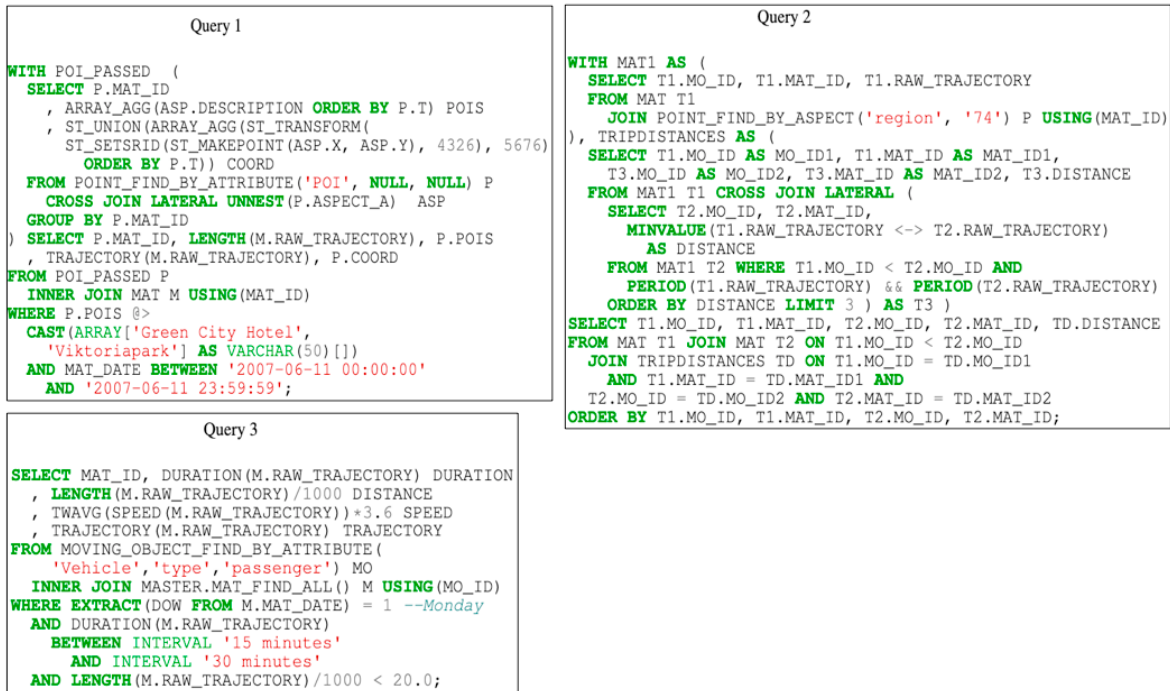 Query 1
WITH POI_PASSED (
SELECT P.MAT_ID
, ARRAY_AGG(ASP.DESCRIPTION ORDER BY P.T) POIS
, ST_UNION(ARRAY_AGG(ST_TRANSFORM(
ST_SETSRID(ST_MAKEPOINT(ASP.X, ASP.Y), 4326), 5676)
ORDER BY P.T)) COORD
FROM POINT_FIND_BY_ATTRIBUTE('POI', NULL, NULL) P
CROSS JOIN LATERAL UNNEST(P.ASPECT_A) ASP
GROUP BY P.MAT_ID
) SELECT P.MAT_ID, LENGTH(M.RAW_TRAJECTORY), P.POIS
, TRAJECTORY(M.RAW_TRAJECTORY), P.COORD
FROM POI_PASSED P
INNER JOIN MAT M USING(MAT_ID)
WHERE P.POIS @>
CAST(ARRAY['Green City Hotel',
'Viktoriapark'] AS VARCHAR(50)[])
AND MAT_DATE BETWEEN '2007-06-11 00:00:00'
AND '2007-06-11 23:59:59';
Query 2
WITH MAT1 AS (
SELECT T1.MO_ID, T1.MAT_ID, T1.RAW_TRAJECTORY
FROM MAT T1
JOIN POINT_FIND_BY_ASPECT('region', '74') P USING(MAT_ID)
), TRIPDISTANCES AS (
SELECT T1.MO_ID AS MO_ID1, T1.MAT_ID AS MAT_ID1,
T3.MO_ID AS MO_ID2, T3.MAT_ID AS MAT_ID2, T3.DISTANCE
FROM MAT1 T1 CROSS JOIN LATERAL (
SELECT T2.MO_ID, T2.MAT_ID,
MINVALUE(T1.RAW_TRAJECTORY <-> T2.RAW_TRAJECTORY)
AS DISTANCE
FROM MAT1 T2 WHERE T1.MO_ID < T2.MO_ID AND
PERIOD(T1.RAW_TRAJECTORY) && PERIOD(T2.RAW_TRAJECTORY)
ORDER BY DISTANCE LIMIT 3 ) AS T3 )
SELECT T1.MO_ID, T1.MAT_ID, T2.MO_ID, T2.MAT_ID, TD.DISTANCE
FROM MAT T1 JOIN MAT T2 ON T1.MO_ID < T2.MO_ID
JOIN TRIPDISTANCES TD ON T1.MO_ID = TD.MO_ID1
AND T1.MAT_ID = TD.MAT_ID1 AND
T2.MO_ID = TD.MO_ID2 AND T2.MAT_ID = TD.MAT_ID2
ORDER BY T1.MO_ID, T1.MAT_ID, T2.MO_ID, T2.MAT_ID;
Query 3
SELECT MAT_ID, DURATION(M.RAW_TRAJECTORY) DURATION
, LENGTH(M.RAW_TRAJECTORY)/1000 DISTANCE
, TWAVG(SPEED(M.RAW_TRAJECTORY))*3.6 SPEED
, TRAJECTORY(M.RAW_TRAJECTORY) TRAJECTORY
FROM MOVING_OBJECT_FIND_BY_ATTRIBUTE(
'Vehicle','type','passenger') MO
INNER JOIN MASTER.MAT_FIND_ALL() M USING(MO_ID)
WHERE EXTRACT(DOW FROM M.MAT_DATE) = 1 --Monday
AND DURATION(M.RAW_TRAJECTORY)
BETWEEN INTERVAL '15 minutes'
AND INTERVAL '30 minutes'
AND LENGTH(M.RAW_TRAJECTORY)/1000 < 20.0;